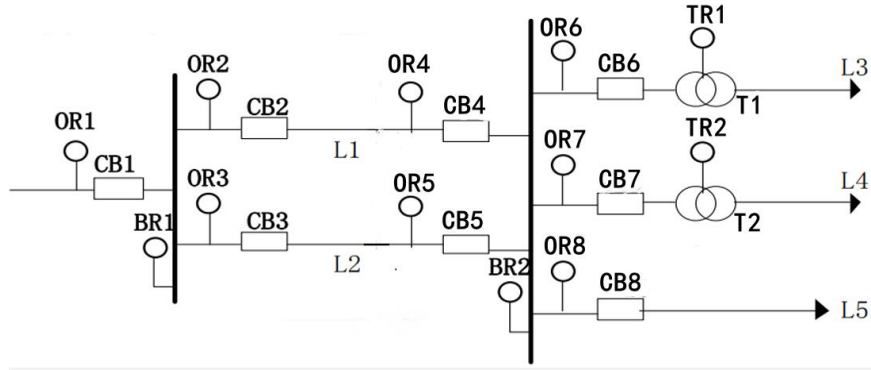 TR1
OR6
CB6
L3
T1
OR2
OR4
CB2
CB4
L1
OR1
CB1
TR2
OR7
CB7
L4
T2
OR3
OR5
BR1
CB3
CB5
L2
BR2
OR8
CB8
L5